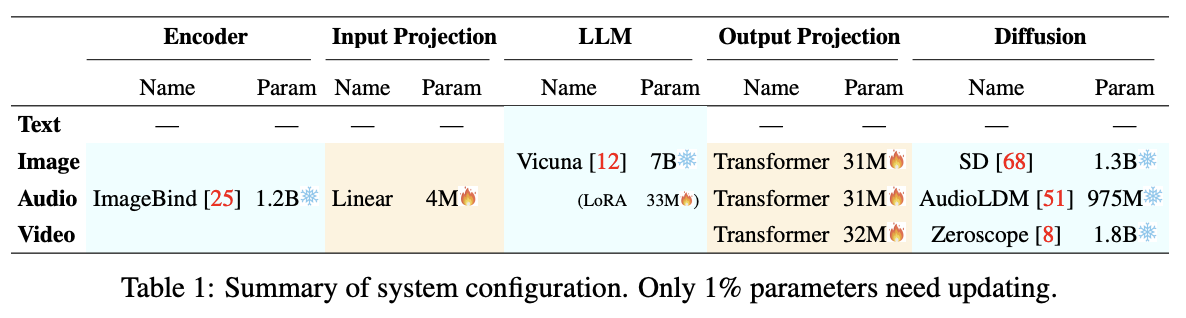 Encoder Input Projection LLM Output Projection Diffusion
Name Param Name Param Name Param Name Param Name Param
Text — — — — — — — —
Image Vicuna [12] 7B❄️ Transformer 31M🔥 SD [68] 1.3B❄️
Audio ImageBind [25] 1.2B❄️ Linear 4M🔥 (LoRA 33M🔥) Transformer 31M🔥 AudioLDM [51] 975M❄️
Video Transformer 32M🔥 Zeroscope [8] 1.8B❄️
Table 1: Summary of system configuration. Only 1% parameters need updating.